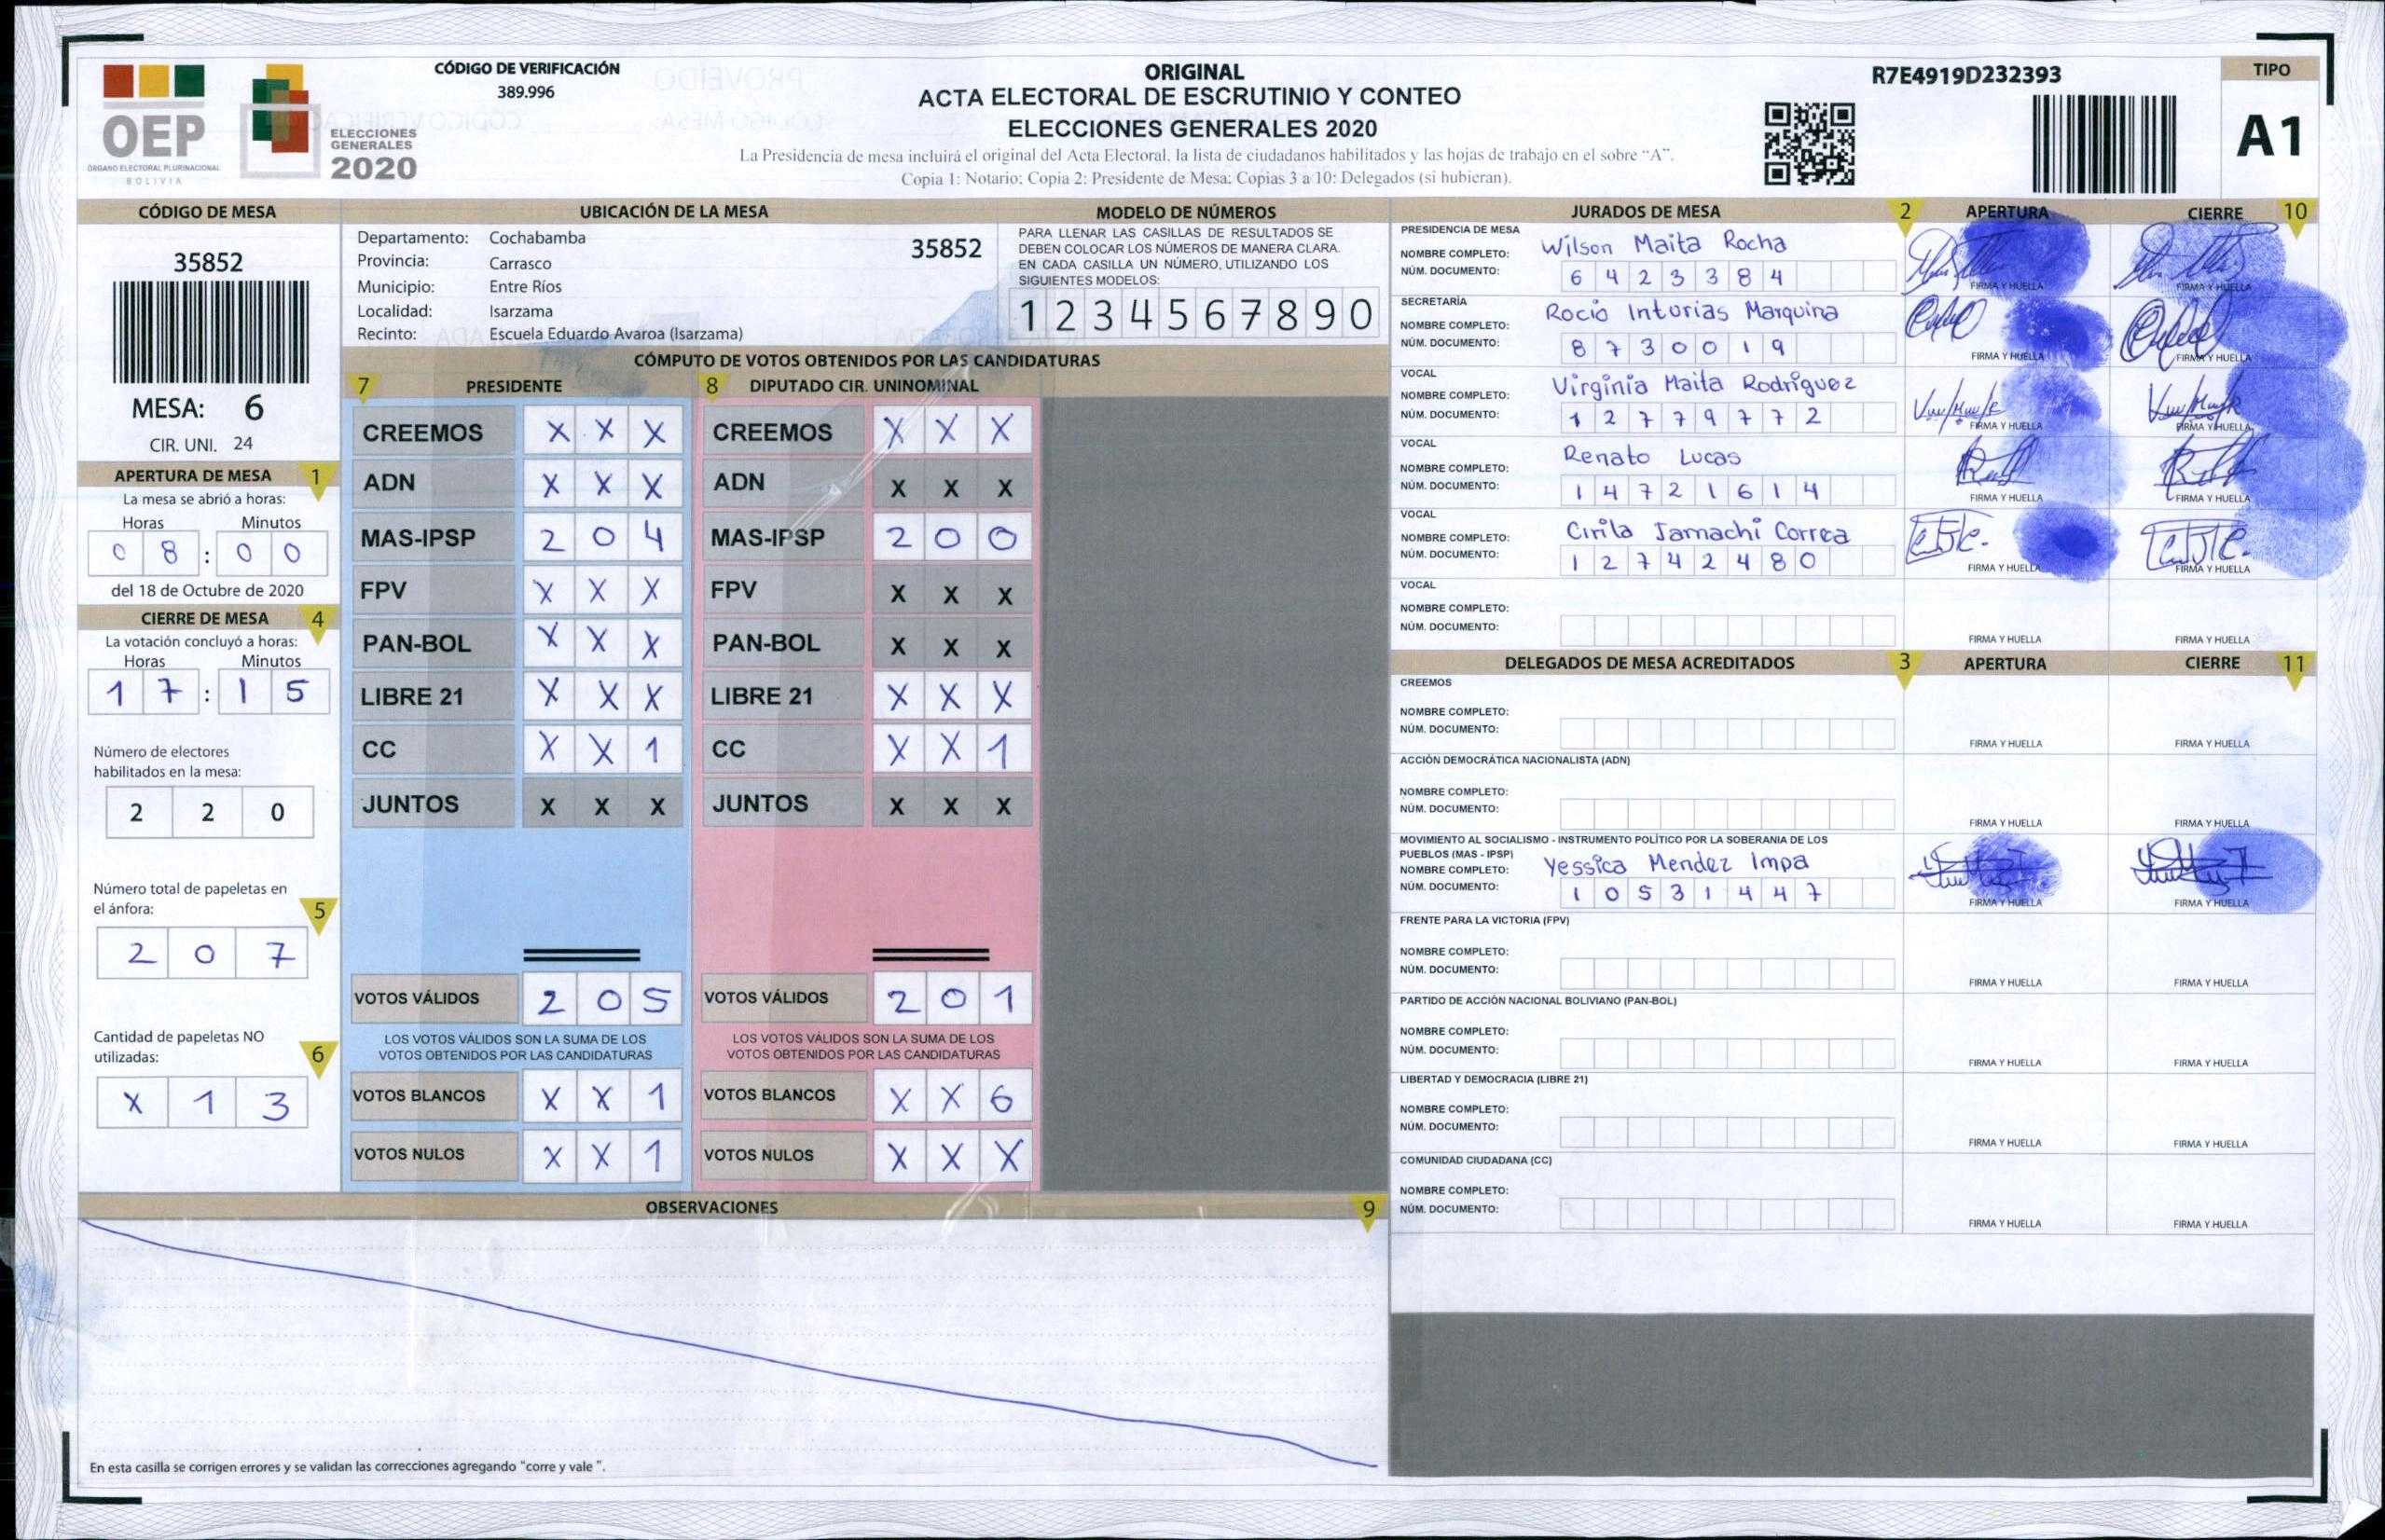 CÓDIGO DE VERIFICACIÓN
389.996
OEP
ÓRGANO ELECTORAL PLURINACIONAL
BOLIVIA
ELECCIONES
GENERALES
2020
ORIGINAL
ACTA ELECTORAL DE ESCRUTINIO Y CONTEO
ELECCIONES GENERALES 2020
La Presidencia de mesa incluirá el original del Acta Electoral, la lista de ciudadanos habilitados y las hojas de trabajo en el sobre "A".
Copia 1: Notario; Copia 2: Presidente de Mesa; Copias 3 a 10: Delegados (si hubieran).
R7E4919D232393
TIPO
A1
CÓDIGO DE MESA
35852
MESA: 6
CIR. UNI. 24
APERTURA DE MESA 1
La mesa se abrió a horas:
Horas Minutos
0 8 : 0 0
del 18 de Octubre de 2020
CIERRE DE MESA 4
La votación concluyó a horas:
Horas Minutos
1 7 : 1 5
Número de electores
habilitados en la mesa:
2 2 0
Número total de papeletas en
el ánfora: 5
2 0 7
Cantidad de papeletas NO
utilizadas: 6
X 1 3
UBICACIÓN DE LA MESA
Departamento: Cochabamba 35852
Provincia: Carrasco
Municipio: Entre Ríos
Localidad: Isarzama
Recinto: Escuela Eduardo Avaroa (Isarzama)
MODELO DE NÚMEROS
PARA LLENAR LAS CASILLAS DE RESULTADOS SE
DEBEN COLOCAR LOS NÚMEROS DE MANERA CLARA.
EN CADA CASILLA UN NÚMERO, UTILIZANDO LOS
SIGUIENTES MODELOS:
1 2 3 4 5 6 7 8 9 0
CÓMPUTO DE VOTOS OBTENIDOS POR LAS CANDIDATURAS
7 PRESIDENTE
CREEMOS X X X
ADN X X X
MAS-IPSP 2 0 4
FPV X X X
PAN-BOL X X X
LIBRE 21 X X X
CC X X 1
JUNTOS X X X
VOTOS VÁLIDOS 2 0 5
LOS VOTOS VÁLIDOS SON LA SUMA DE LOS
VOTOS OBTENIDOS POR LAS CANDIDATURAS
VOTOS BLANCOS X X 1
VOTOS NULOS X X 1
8 DIPUTADO CIR. UNINOMINAL
CREEMOS X X X
ADN X X X
MAS-IPSP 2 0 0
FPV X X X
PAN-BOL X X X
LIBRE 21 X X X
CC X X 1
JUNTOS X X X
VOTOS VÁLIDOS 2 0 1
LOS VOTOS VÁLIDOS SON LA SUMA DE LOS
VOTOS OBTENIDOS POR LAS CANDIDATURAS
VOTOS BLANCOS X X 6
VOTOS NULOS X X X
OBSERVACIONES 9
En esta casilla se corrigen errores y se validan las correcciones agregando "corre y vale ".
JURADOS DE MESA 2 APERTURA CIERRE 10
PRESIDENCIA DE MESA
NOMBRE COMPLETO: Wilson Maita Rocha
NÚM. DOCUMENTO: 6 4 2 3 3 8 4
FIRMA Y HUELLA FIRMA Y HUELLA
SECRETARÍA
NOMBRE COMPLETO: Rocio Inturias Marquina
NÚM. DOCUMENTO: 8 7 3 0 0 1 9
FIRMA Y HUELLA FIRMA Y HUELLA
VOCAL
NOMBRE COMPLETO: Virginia Maita Rodriguez
NÚM. DOCUMENTO: 1 2 7 7 9 7 7 2
FIRMA Y HUELLA FIRMA Y HUELLA
VOCAL
NOMBRE COMPLETO: Renato Lucas
NÚM. DOCUMENTO: 1 4 7 2 1 6 1 4
FIRMA Y HUELLA FIRMA Y HUELLA
VOCAL
NOMBRE COMPLETO: Cirila Jamachi Correa
NÚM. DOCUMENTO: 1 2 7 4 2 4 8 0
FIRMA Y HUELLA FIRMA Y HUELLA
VOCAL
NOMBRE COMPLETO:
NÚM. DOCUMENTO:
FIRMA Y HUELLA FIRMA Y HUELLA
DELEGADOS DE MESA ACREDITADOS 3 APERTURA CIERRE 11
CREEMOS
NOMBRE COMPLETO:
NÚM. DOCUMENTO:
FIRMA Y HUELLA FIRMA Y HUELLA
ACCIÓN DEMOCRÁTICA NACIONALISTA (ADN)
NOMBRE COMPLETO:
NÚM. DOCUMENTO:
FIRMA Y HUELLA FIRMA Y HUELLA
MOVIMIENTO AL SOCIALISMO - INSTRUMENTO POLÍTICO POR LA SOBERANIA DE LOS
PUEBLOS (MAS - IPSP)
NOMBRE COMPLETO: Yessica Mendez Impa
NÚM. DOCUMENTO: 1 0 5 3 1 4 4 7
FIRMA Y HUELLA FIRMA Y HUELLA
FRENTE PARA LA VICTORIA (FPV)
NOMBRE COMPLETO:
NÚM. DOCUMENTO:
FIRMA Y HUELLA FIRMA Y HUELLA
PARTIDO DE ACCIÓN NACIONAL BOLIVIANO (PAN-BOL)
NOMBRE COMPLETO:
NÚM. DOCUMENTO:
FIRMA Y HUELLA FIRMA Y HUELLA
LIBERTAD Y DEMOCRACIA (LIBRE 21)
NOMBRE COMPLETO:
NÚM. DOCUMENTO:
FIRMA Y HUELLA FIRMA Y HUELLA
COMUNIDAD CIUDADANA (CC)
NOMBRE COMPLETO:
NÚM. DOCUMENTO:
FIRMA Y HUELLA FIRMA Y HUELLA